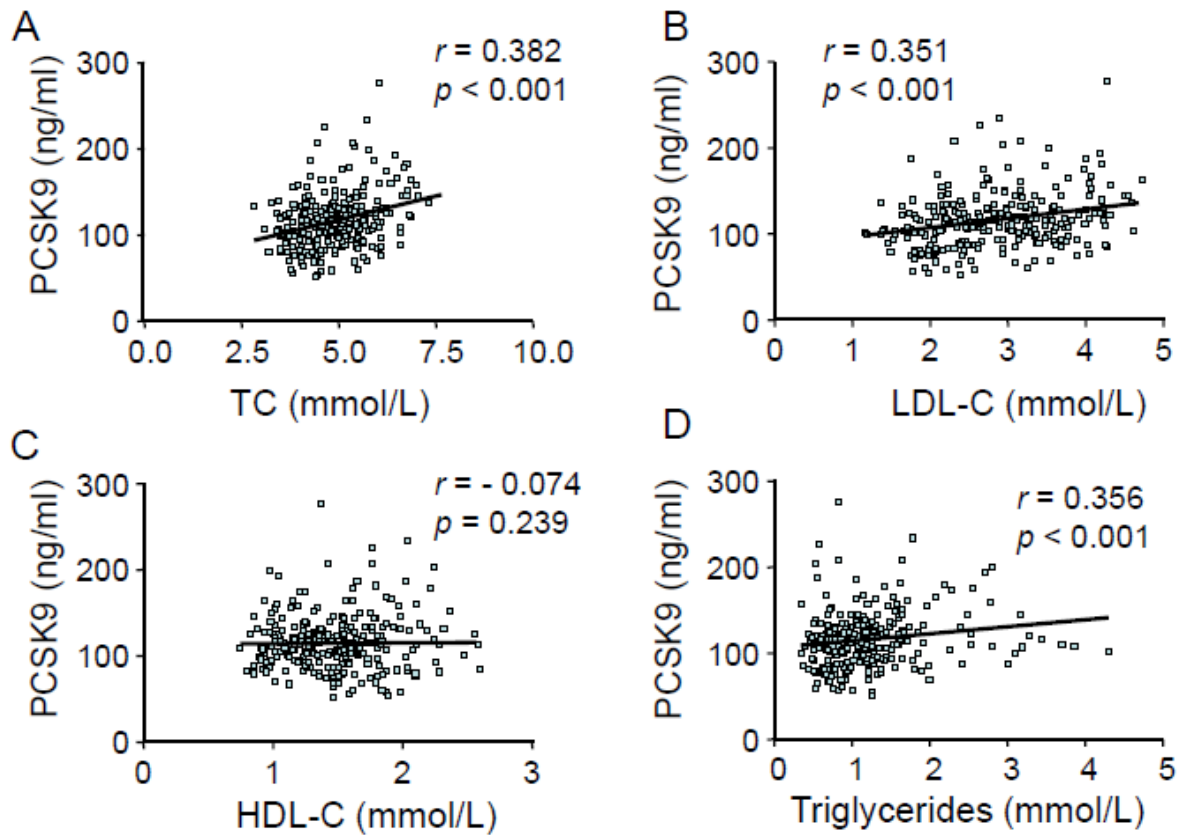 A
r = 0.382
p < 0.001
PCSK9 (ng/ml)
300
200
100
0
0.0 2.5 5.0 7.5 10.0
TC (mmol/L)
B
r = 0.351
p < 0.001
PCSK9 (ng/ml)
300
200
100
0
0 1 2 3 4 5
LDL-C (mmol/L)
C
r = - 0.074
p = 0.239
PCSK9 (ng/ml)
300
200
100
0
0 1 2 3
HDL-C (mmol/L)
D
r = 0.356
p < 0.001
PCSK9 (ng/ml)
300
200
100
0
0 1 2 3 4 5
Triglycerides (mmol/L)